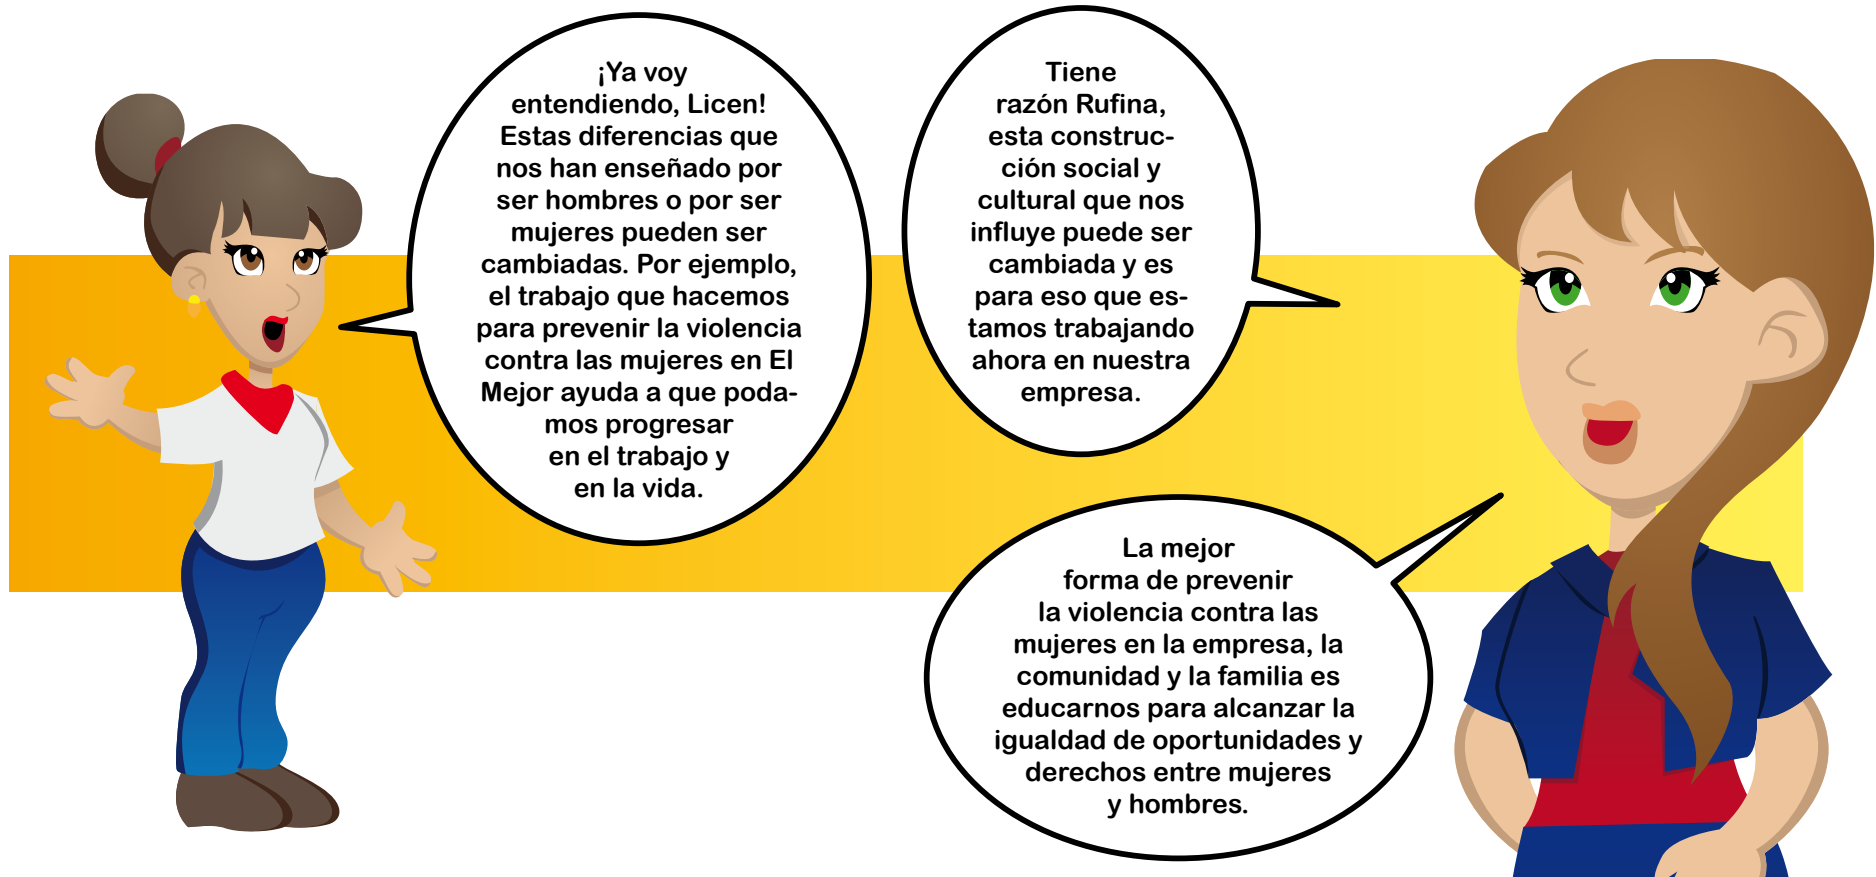 ¡Ya voy
entendiendo, Licen!
Estas diferencias que
nos han enseñado por
ser hombres o por ser
mujeres pueden ser
cambiadas. Por ejemplo,
el trabajo que hacemos
para prevenir la violencia
contra las mujeres en El
Mejor ayuda a que poda-
mos progresar
en el trabajo y
en la vida.
Tiene
razón Rufina,
esta construc-
ción social y
cultural que nos
influye puede ser
cambiada y es
para eso que es-
tamos trabajando
ahora en nuestra
empresa.
La mejor
forma de prevenir
la violencia contra las
mujeres en la empresa, la
comunidad y la familia es
educarnos para alcanzar la
igualdad de oportunidades y
derechos entre mujeres
y hombres.